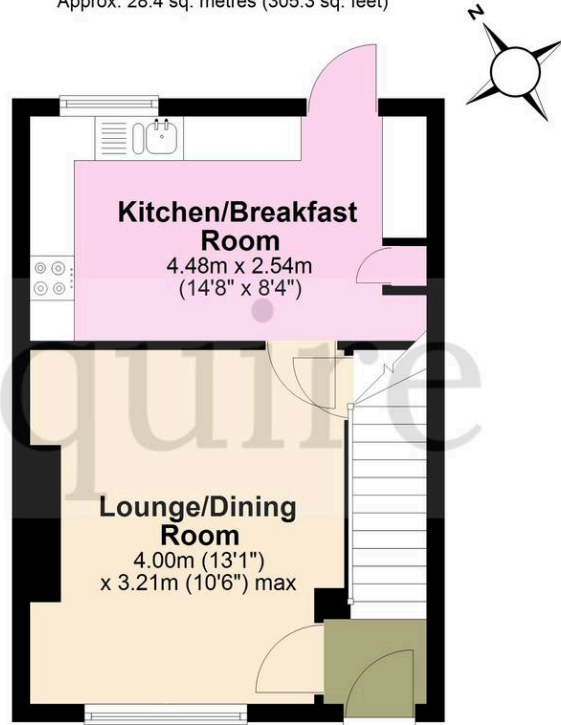 Approx. 28.4 sq. metres (305.3 sq. feet)
N
Kitchen/Breakfast
Room
4.48m x 2.54m
(14'8" x 8'4")
quire
Lounge/Dining
Room
4.00m (13'1")
x 3.21m (10'6") max